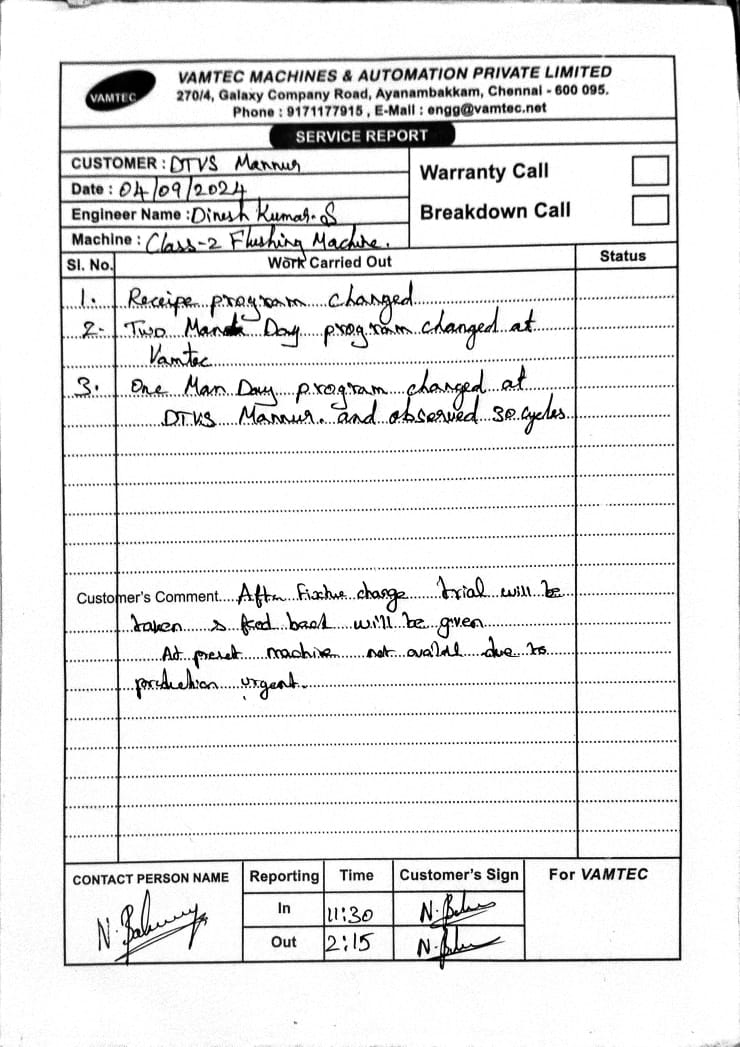 VAMTEC
VAMTEC MACHINES & AUTOMATION PRIVATE LIMITED
270/4, Galaxy Company Road, Ayanambakkam, Chennai - 600 095.
Phone : 9171177915 , E-Mail : engg@vamtec.net
SERVICE REPORT
CUSTOMER : DTVS Mannur
Date : 04/09/2024
Engineer Name : Dinesh Kumar.S
Machine : Class-2 Flushing Machine.
Warranty Call
Breakdown Call
Sl. No. Work Carried Out Status
1. Receipe program changed
2. Two Man Day program changed at
Vamtec
3. One Man Day program changed at
DTVS Mannur. and observed 30 cycles
Customer's Comment After Fixture change trial will be
taken & feed back will be given
At preset machine not availal due to
production urgent.
CONTACT PERSON NAME Reporting Time Customer's Sign For VAMTEC
In 11:30
Out 2:15